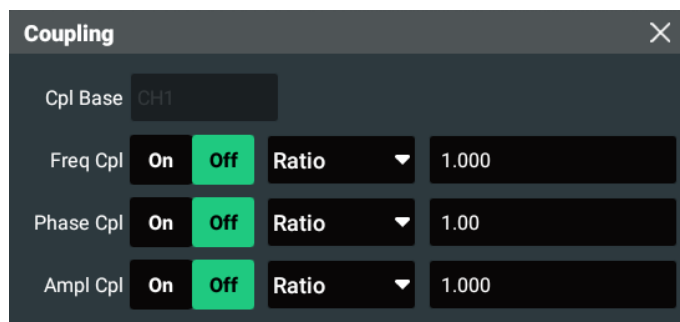 Coupling
Cpl Base CH1
Freq Cpl On Off Ratio 1.000
Phase Cpl On Off Ratio 1.00
Ampl Cpl On Off Ratio 1.000